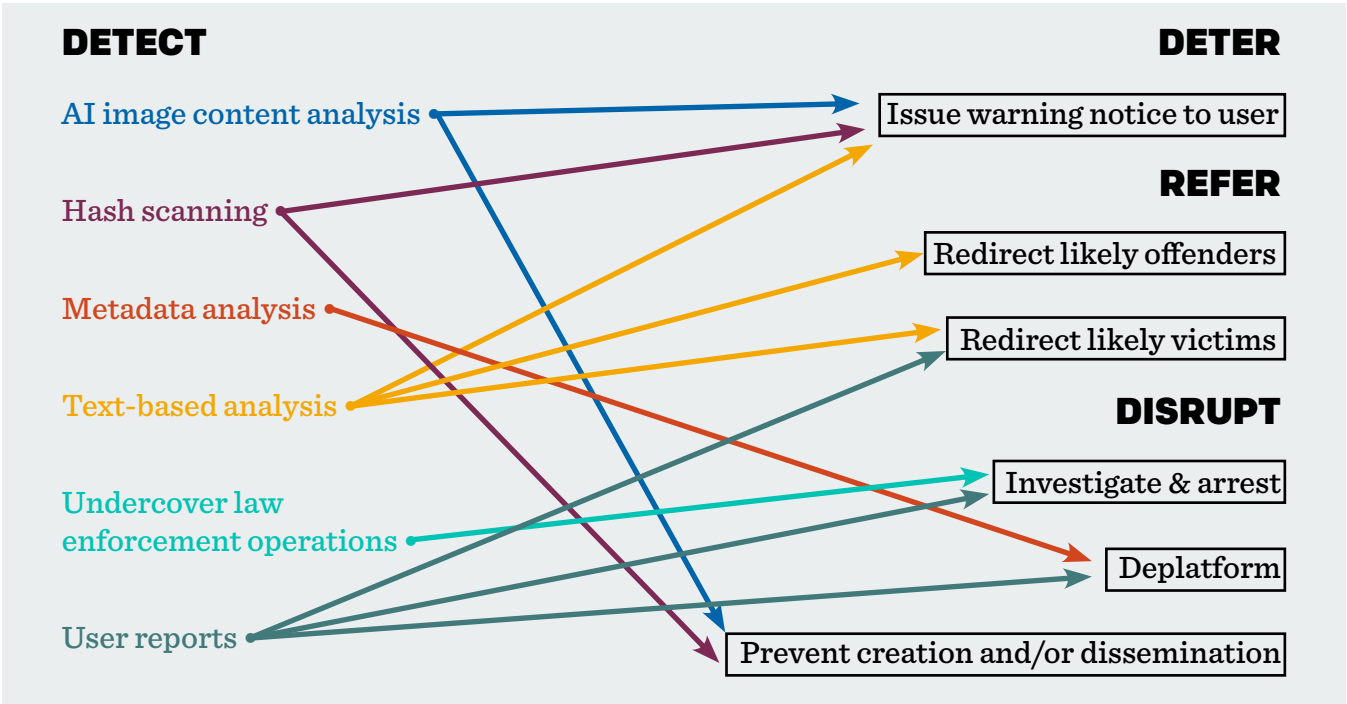 DETECT
AI image content analysis
Hash scanning
Metadata analysis
Text-based analysis
Undercover law
enforcement operations
User reports
DETER
Issue warning notice to user
REFER
Redirect likely offenders
Redirect likely victims
DISRUPT
Investigate & arrest
Deplatform
Prevent creation and/or dissemination